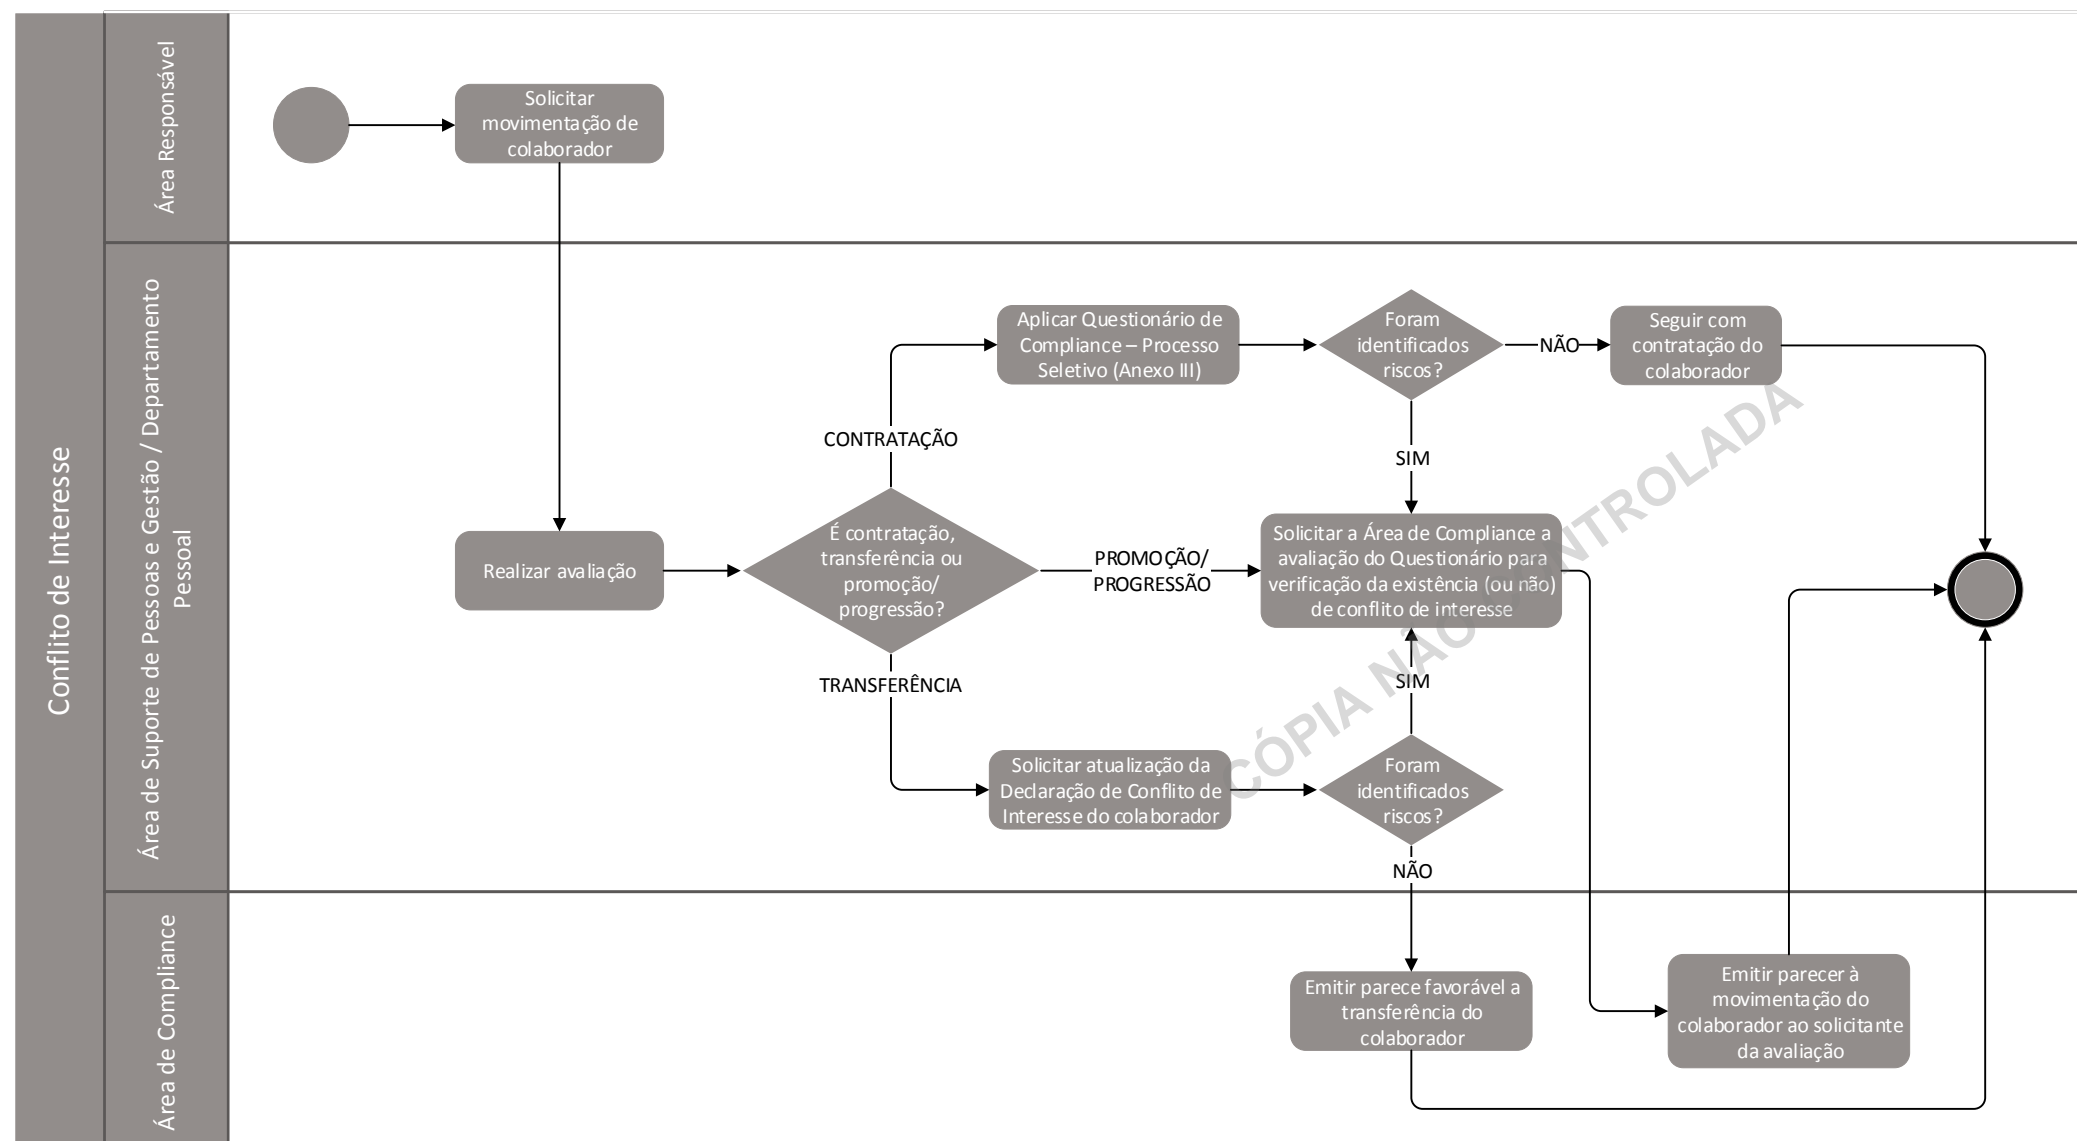 Conflito de Interesse
Área Responsável
Solicitar
movimentação de
colaborador
Área de Suporte de Pessoas e Gestão / Departamento
Pessoal
Realizar avaliação
É contratação,
transferência ou
promoção/
progressão?
CONTRATAÇÃO
Aplicar Questionário de
Compliance – Processo
Seletivo (Anexo III)
Foram
identificados
riscos?
NÃO
Seguir com
contratação do
colaborador
SIM
PROMOÇÃO/
PROGRESSÃO
Solicitar a Área de Compliance a
avaliação do Questionário para
verificação da existência (ou não)
de conflito de interesse
TRANSFERÊNCIA
Solicitar atualização da
Declaração de Conflito de
Interesse do colaborador
SIM
Foram
identificados
riscos?
NÃO
Área de Compliance
Emitir parece favorável a
transferência do
colaborador
Emitir parecer à
movimentação do
colaborador ao solicitante
da avaliação
CÓPIA NÃO CONTROLADA